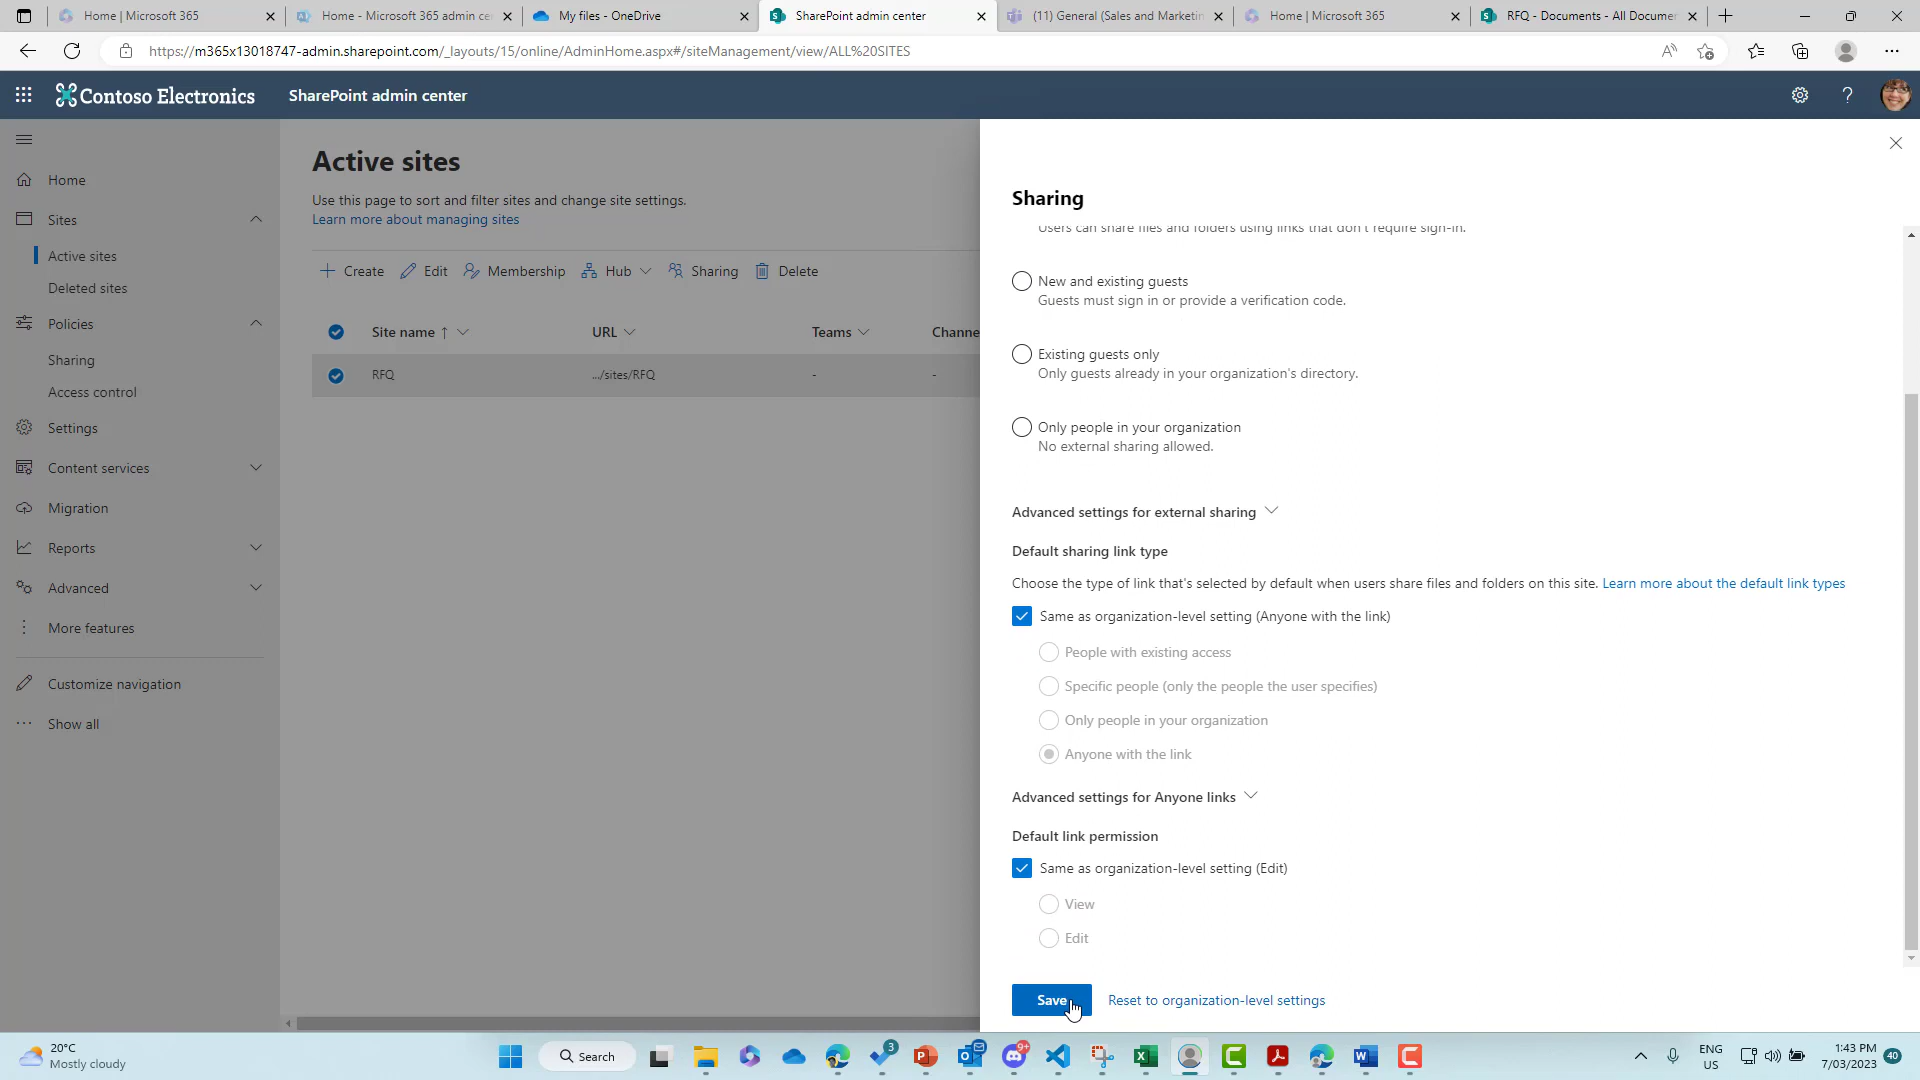 Home | Microsoft 365
Home - Microsoft 365 admin ce
My files - OneDrive
SharePoint admin center
(11) General (Sales and Marketin
Home | Microsoft 365
RFQ - Documents - All Docume
https://m365x13018747-admin.sharepoint.com/_layouts/15/online/AdminHome.aspx#/siteManagement/view/ALL%20SITES
Contoso Electronics
SharePoint admin center
Home
Sites
Active sites
Deleted sites
Policies
Sharing
Access control
Settings
Content services
Migration
Reports
Advanced
More features
Customize navigation
Show all
Active sites
Use this page to sort and filter sites and change site settings.
Learn more about managing sites
Create Edit Membership Hub Sharing Delete
Site name ↑ URL Teams Channe
RFQ .../sites/RFQ - -
Sharing
Users can share files and folders using links that don't require sign-in.
New and existing guests
Guests must sign in or provide a verification code.
Existing guests only
Only guests already in your organization's directory.
Only people in your organization
No external sharing allowed.
Advanced settings for external sharing
Default sharing link type
Choose the type of link that's selected by default when users share files and folders on this site. Learn more about the default link types
Same as organization-level setting (Anyone with the link)
People with existing access
Specific people (only the people the user specifies)
Only people in your organization
Anyone with the link
Advanced settings for Anyone links
Default link permission
Same as organization-level setting (Edit)
View
Edit
Save Reset to organization-level settings
20°C
Mostly cloudy
Search
3
9+
ENG
US
1:43 PM
7/03/2023
40